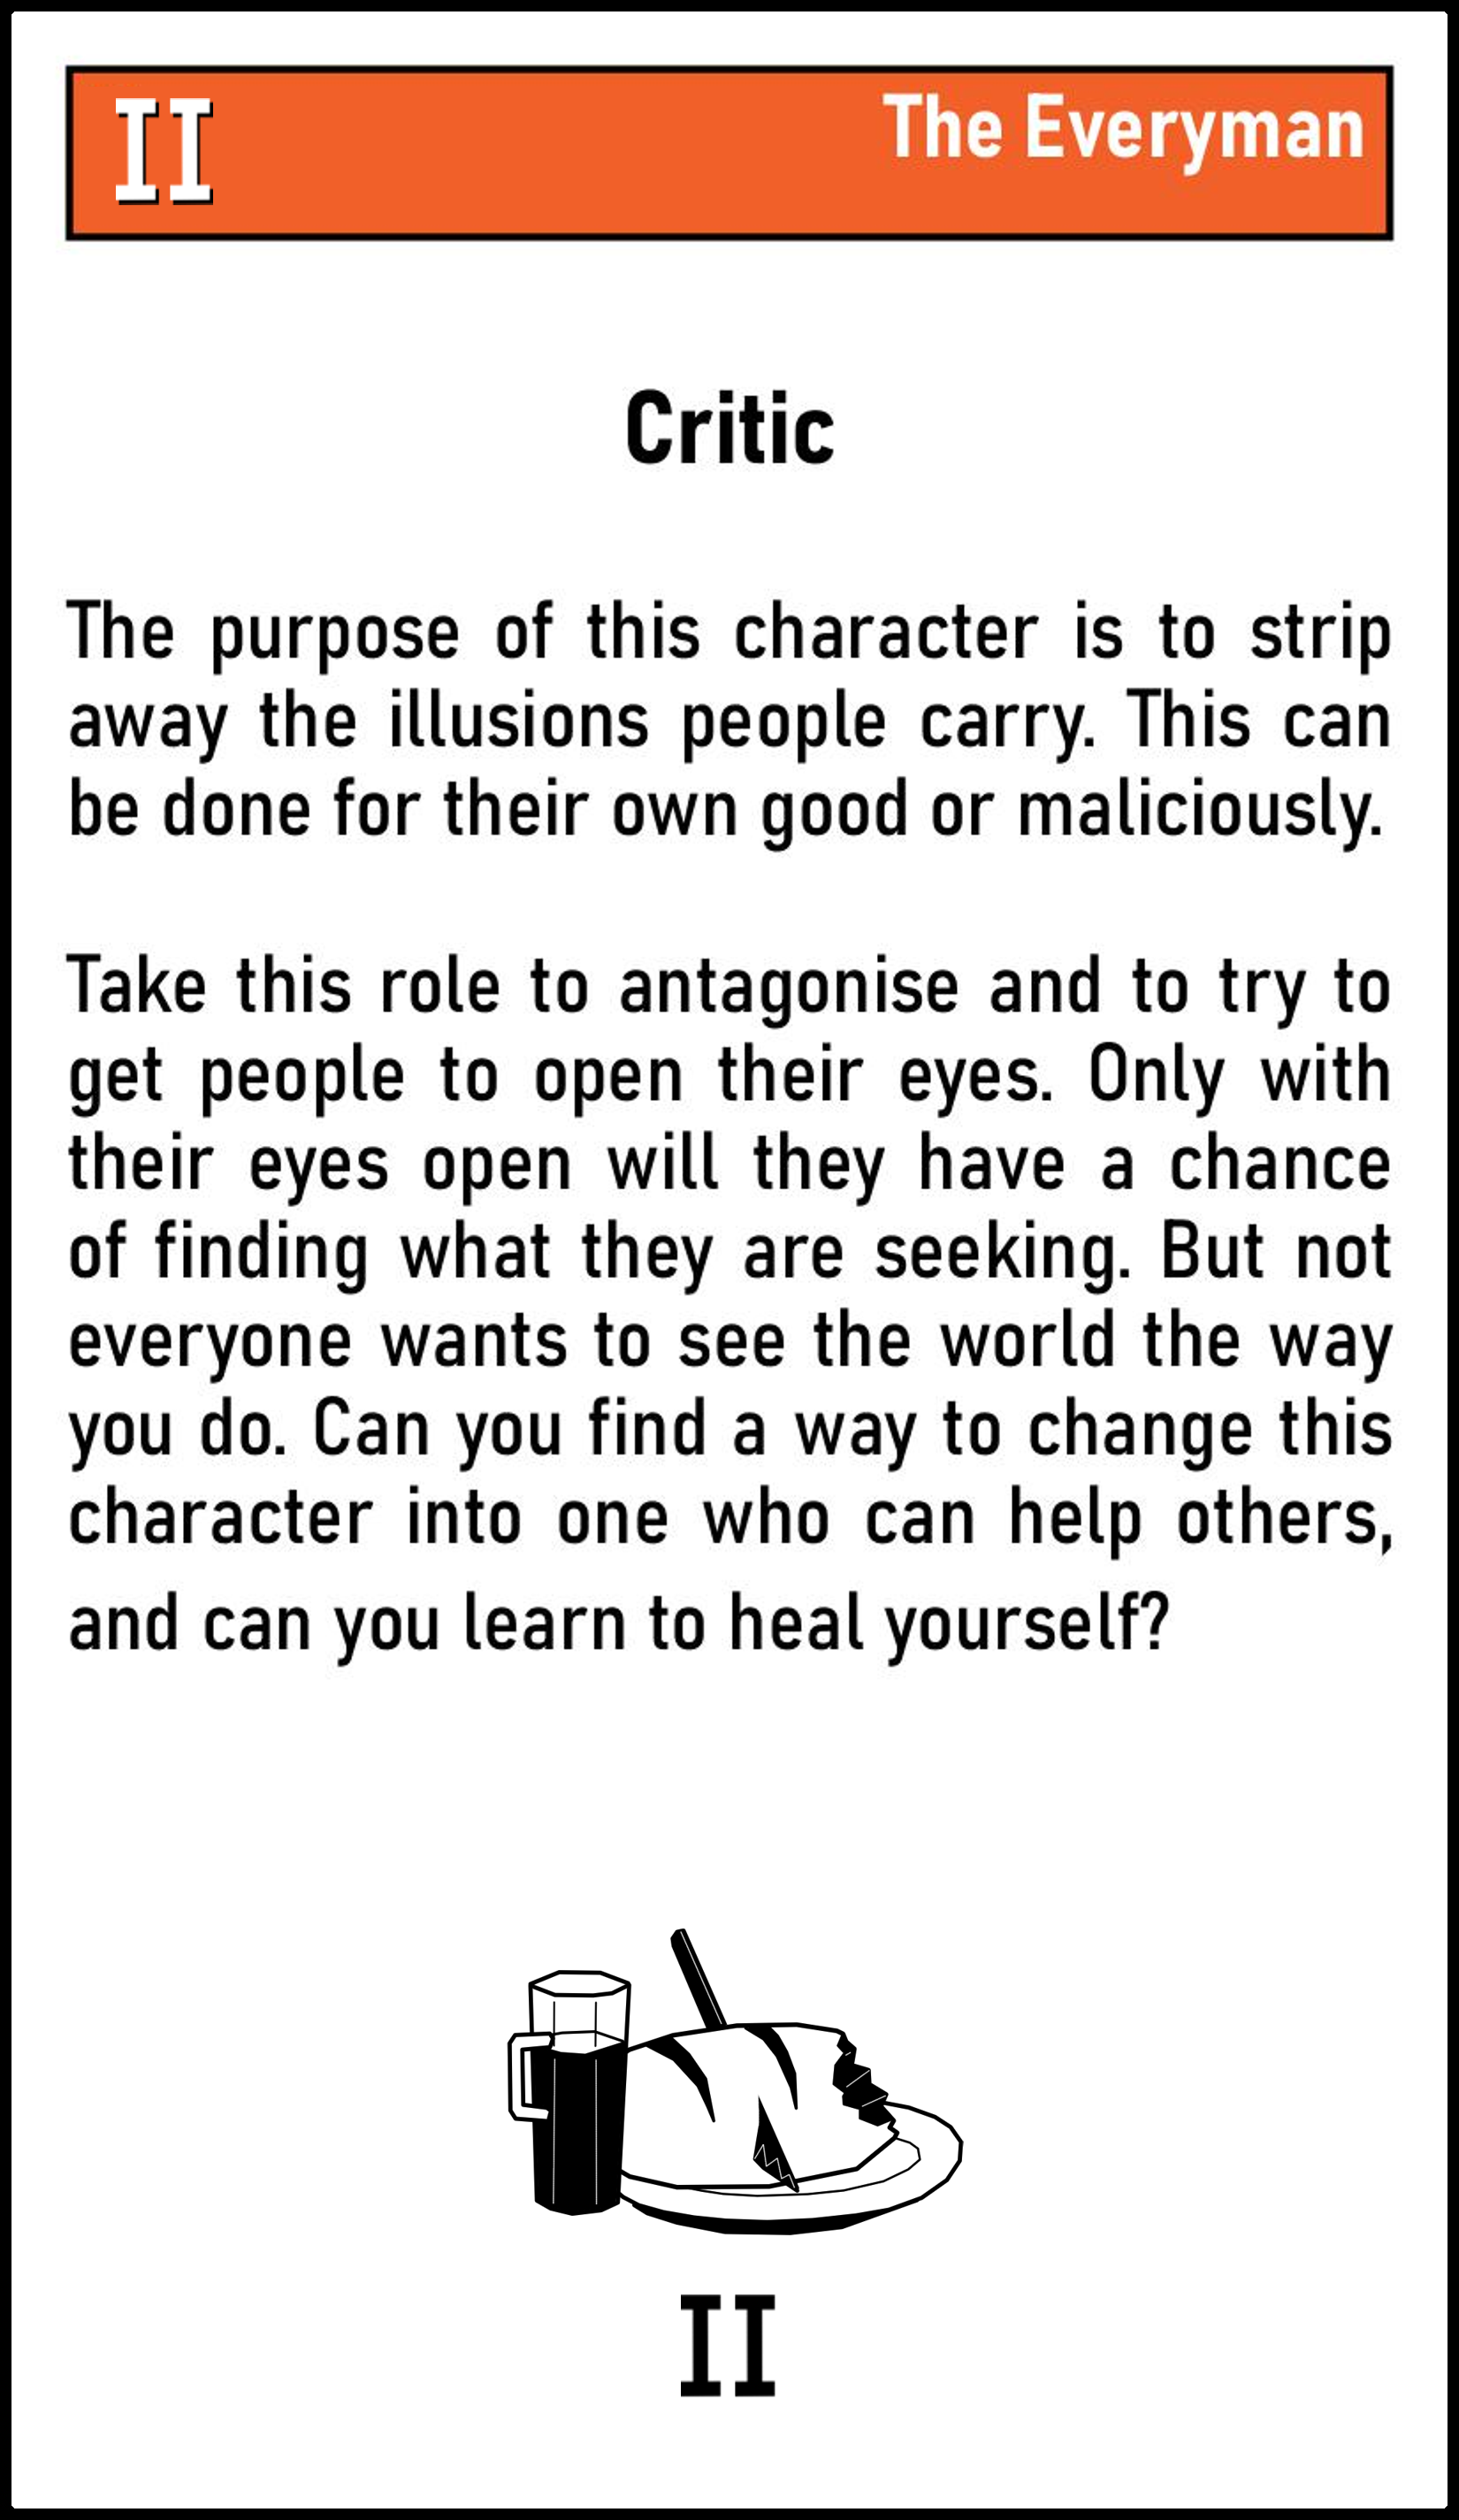 II
The Everyman
Critic
The purpose of this character is to strip
away the illusions people carry. This can
be done for their own good or maliciously.
Take this role to antagonise and to try to
get people to open their eyes. Only with
their eyes open will they have a chance
of finding what they are seeking. But not
everyone wants to see the world the way
you do. Can you find a way to change this
character into one who can help others,
and can you learn to heal yourself?
II